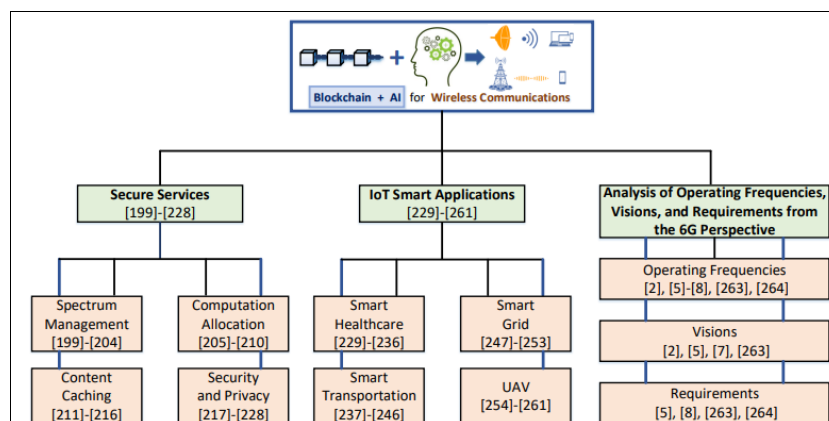 Blockchain + AI for Wireless Communications
Secure Services
[199]-[228]
IoT Smart Applications
[229]-[261]
Analysis of Operating Frequencies,
Visions, and Requirements from
the 6G Perspective
Spectrum
Management
[199]-[204]
Computation
Allocation
[205]-[210]
Smart
Healthcare
[229]-[236]
Smart
Grid
[247]-[253]
Operating Frequencies
[2], [5]-[8], [263], [264]
Visions
[2], [5], [7], [263]
Content
Caching
[211]-[216]
Security
and Privacy
[217]-[228]
Smart
Transportation
[237]-[246]
UAV
[254]-[261]
Requirements
[5], [8], [263], [264]